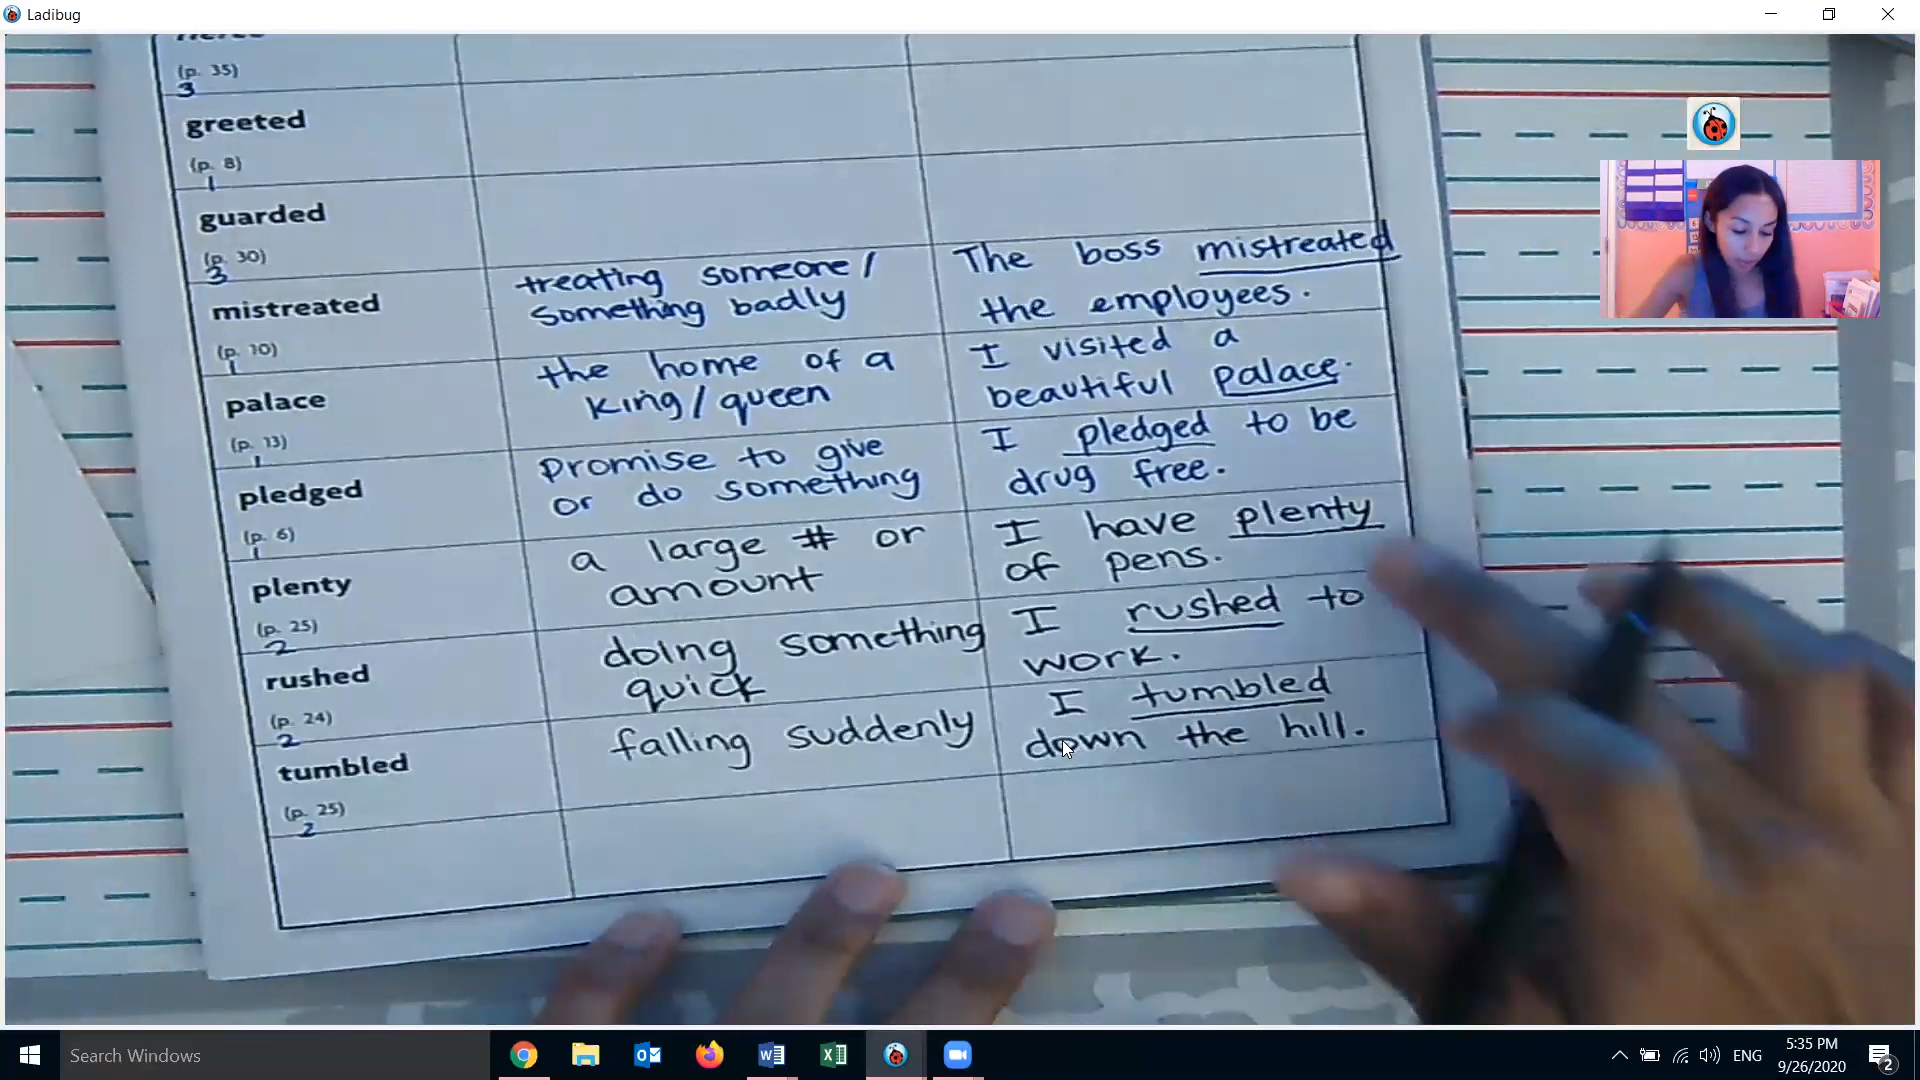 Ladibug
(p. 35)
3
greeted
(p. 8)
1
guarded
(p. 30)
3
mistreated
treating someone/
something badly
The boss mistreated
the employees.
(p. 10)
1
palace
the home of a
king/queen
I visited a
beautiful palace.
(p. 13)
1
pledged
promise to give
or do something
I pledged to be
drug free.
(p. 6)
1
plenty
a large # or
amount
I have plenty
of pens.
(p. 25)
2
rushed
doing something
quick
I rushed to
work.
(p. 24)
2
tumbled
falling suddenly
I tumbled
down the hill.
(p. 25)
2
Search Windows
ENG
5:35 PM
9/26/2020
2